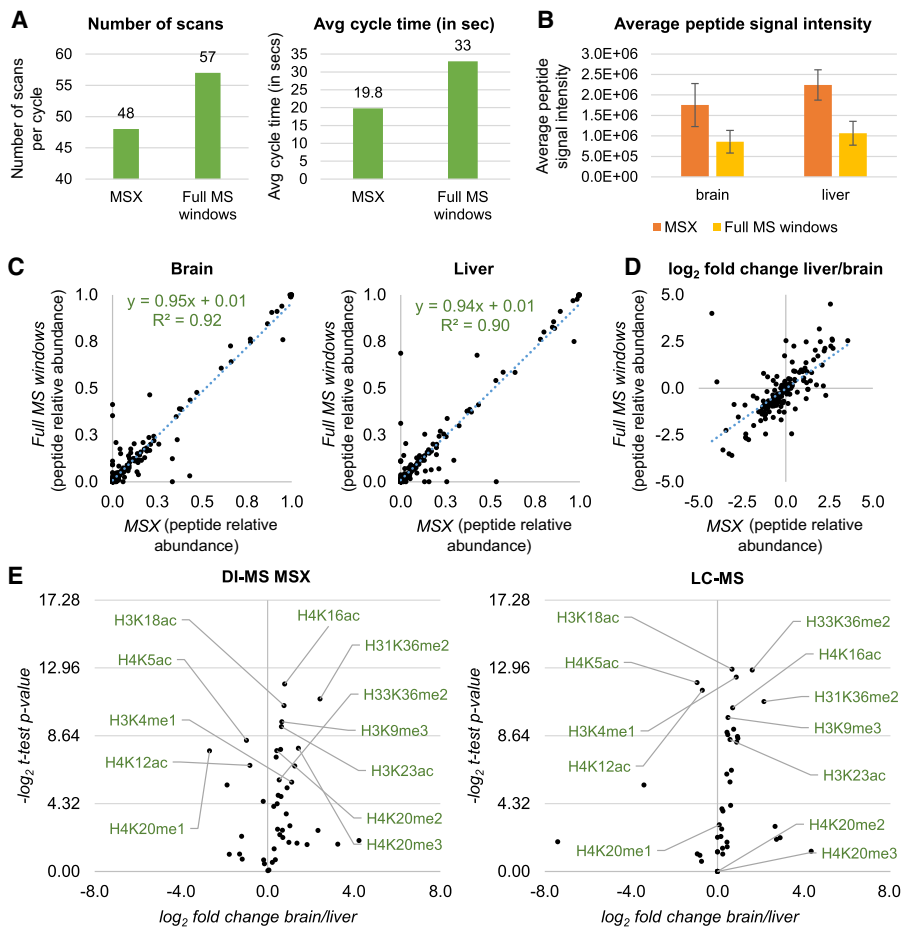 A
Number of scans
Number of scans
per cycle
60
55
50
45
40
48
57
MSX
Full MS
windows
Avg cycle time (in sec)
Avg cycle time (in secs)
35
30
25
20
15
10
5
0
19.8
33
MSX
Full MS
windows
B
Average peptide signal intensity
Average peptide
signal intensity
3.0E+06
2.5E+06
2.0E+06
1.5E+06
1.0E+06
5.0E+05
0.0E+00
brain
liver
MSX
Full MS windows
C
Brain
y = 0.95x + 0.01
R² = 0.92
Full MS windows
(peptide relative abundance)
1.0
0.8
0.5
0.3
0.0
0.0 0.3 0.5 0.8 1.0
MSX (peptide relative
abundance)
Liver
y = 0.94x + 0.01
R² = 0.90
Full MS windows
(peptide relative abundance)
1.0
0.8
0.5
0.3
0.0
0.0 0.3 0.5 0.8 1.0
MSX (peptide relative
abundance)
D
log₂ fold change liver/brain
Full MS windows
(peptide relative abundance)
5.0
2.5
0.0
-2.5
-5.0
-5.0 -2.5 0.0 2.5 5.0
MSX (peptide relative
abundance)
E
DI-MS MSX
-log₂ t-test p-value
17.28
12.96
8.64
4.32
0.00
H3K18ac
H4K16ac
H4K5ac
H31K36me2
H33K36me2
H3K4me1
H3K9me3
H4K12ac
H3K23ac
H4K20me1
H4K20me2
H4K20me3
-8.0 -4.0 0.0 4.0 8.0
log₂ fold change brain/liver
LC-MS
-log₂ t-test p-value
17.28
12.96
8.64
4.32
0.00
H3K18ac
H33K36me2
H4K5ac
H4K16ac
H31K36me2
H3K4me1
H3K9me3
H4K12ac
H3K23ac
H4K20me2
H4K20me1
H4K20me3
-8.0 -4.0 0.0 4.0 8.0
log₂ fold change brain/liver